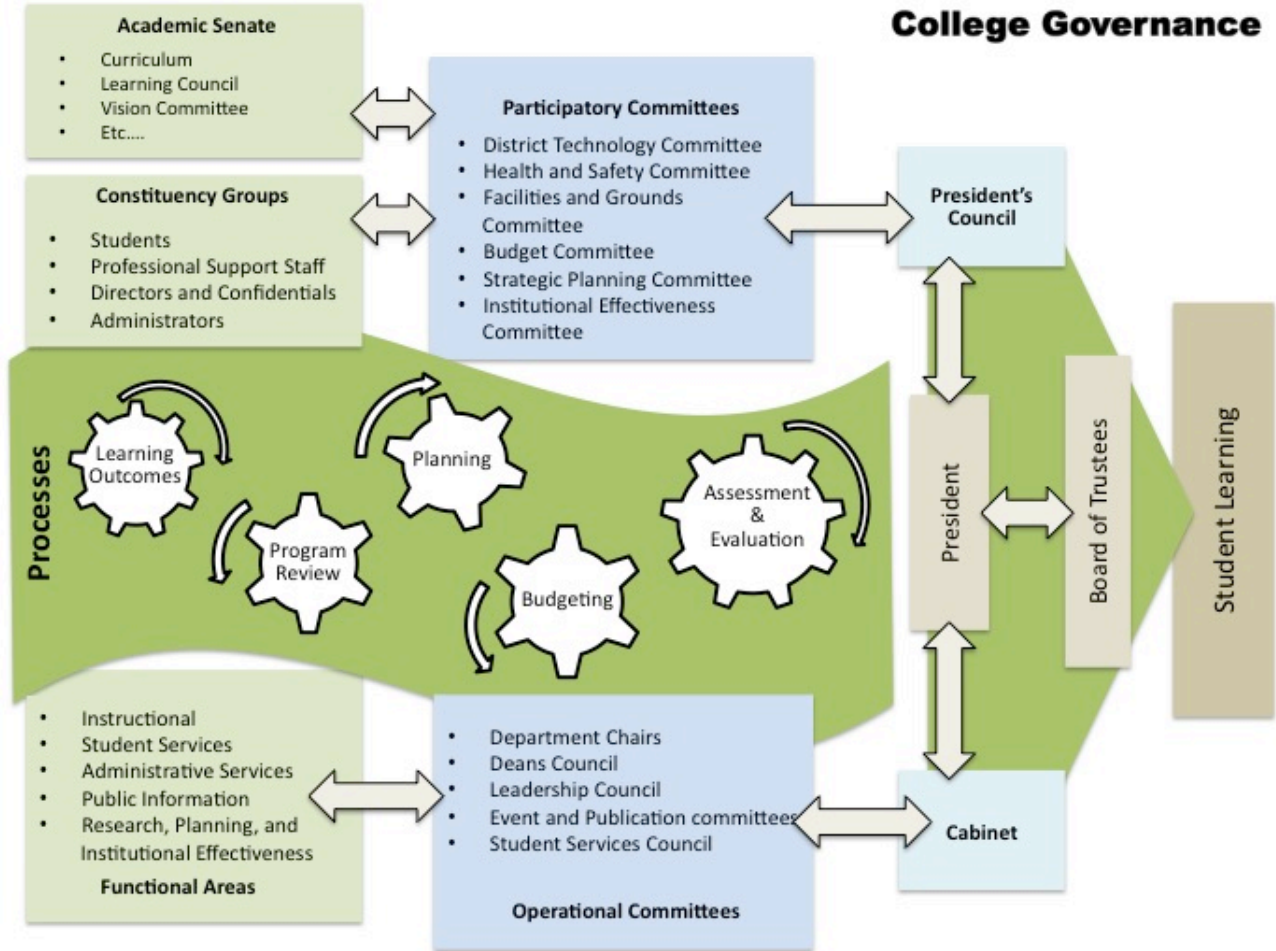 College Governance
Academic Senate
• Curriculum
• Learning Council
• Vision Committee
• Etc....
Constituency Groups
• Students
• Professional Support Staff
• Directors and Confidentials
• Administrators
Participatory Committees
• District Technology Committee
• Health and Safety Committee
• Facilities and Grounds
Committee
• Budget Committee
• Strategic Planning Committee
• Institutional Effectiveness
Committee
President's
Council
Processes
Learning
Outcomes
Program
Review
Planning
Budgeting
Assessment
&
Evaluation
President
Board of Trustees
Student Learning
• Instructional
• Student Services
• Administrative Services
• Public Information
• Research, Planning, and
Institutional Effectiveness
Functional Areas
• Department Chairs
• Deans Council
• Leadership Council
• Event and Publication committees
• Student Services Council
Operational Committees
Cabinet